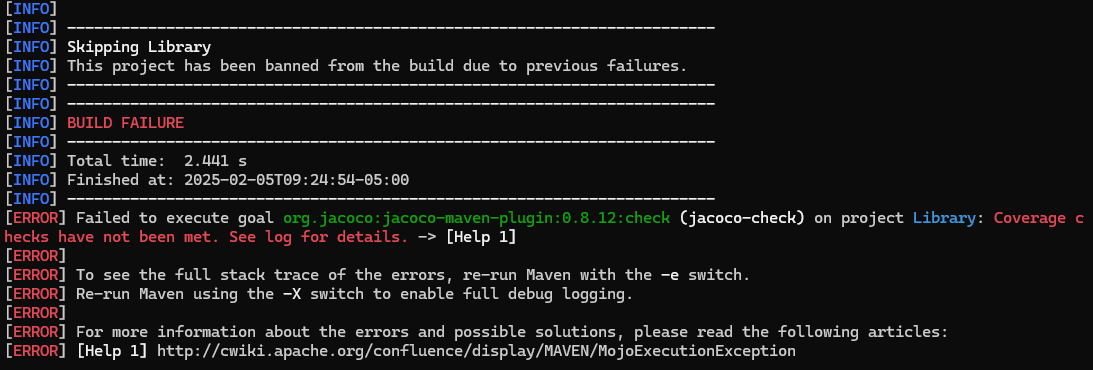 [INFO]
[INFO] ------------------------------------------------------------------------
[INFO] Skipping Library
[INFO] This project has been banned from the build due to previous failures.
[INFO] ------------------------------------------------------------------------
[INFO] ------------------------------------------------------------------------
[INFO] BUILD FAILURE
[INFO] ------------------------------------------------------------------------
[INFO] Total time:  2.441 s
[INFO] Finished at: 2025-02-05T09:24:54-05:00
[INFO] ------------------------------------------------------------------------
[ERROR] Failed to execute goal org.jacoco:jacoco-maven-plugin:0.8.12:check (jacoco-check) on project Library: Coverage c
hecks have not been met. See log for details. -> [Help 1]
[ERROR]
[ERROR] To see the full stack trace of the errors, re-run Maven with the -e switch.
[ERROR] Re-run Maven using the -X switch to enable full debug logging.
[ERROR]
[ERROR] For more information about the errors and possible solutions, please read the following articles:
[ERROR] [Help 1] http://cwiki.apache.org/confluence/display/MAVEN/MojoExecutionException